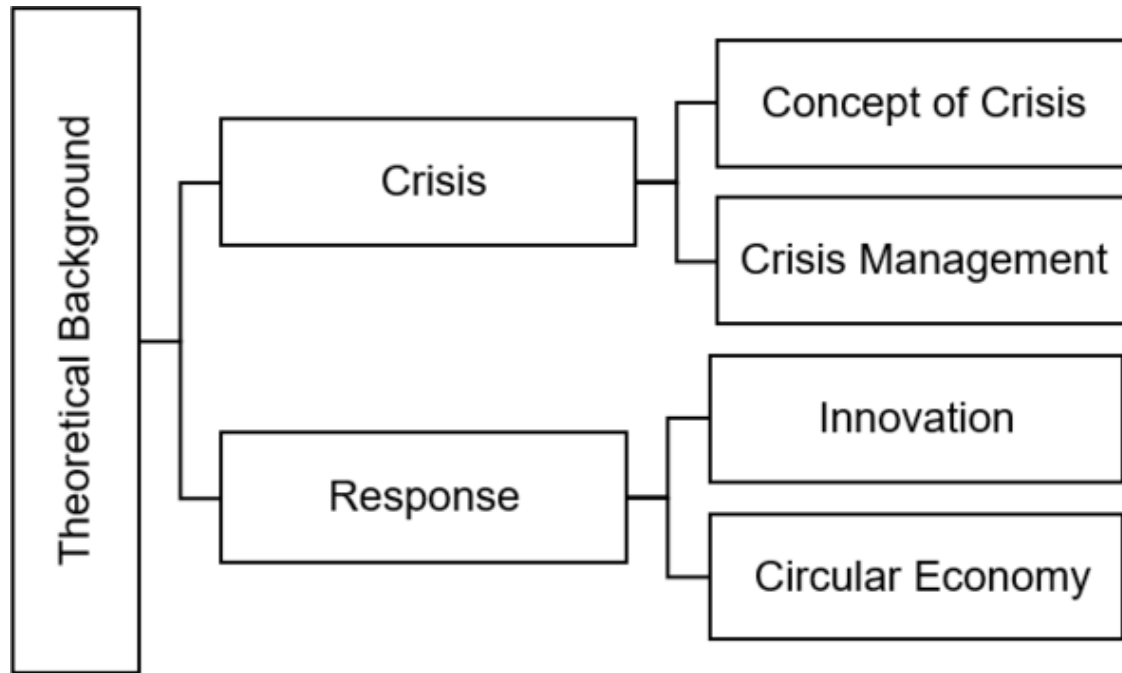 Theoretical Background
Crisis
Concept of Crisis
Crisis Management
Response
Innovation
Circular Economy